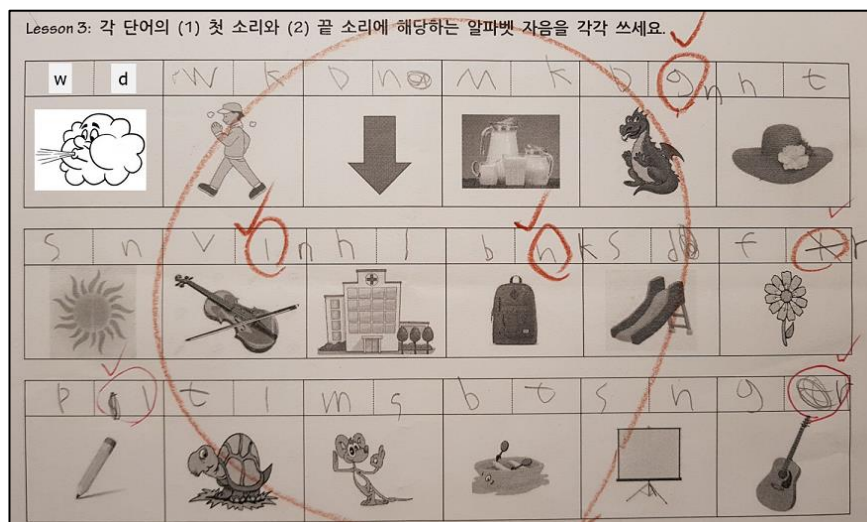 Lesson 3: 각 단어의 (1) 첫 소리와 (2) 끝 소리에 해당하는 알파벳 자음을 각각 쓰세요.
w d W k D n M k D g n h t
s n v i n h l b n k s d f r
p l t l m s b t s n g r